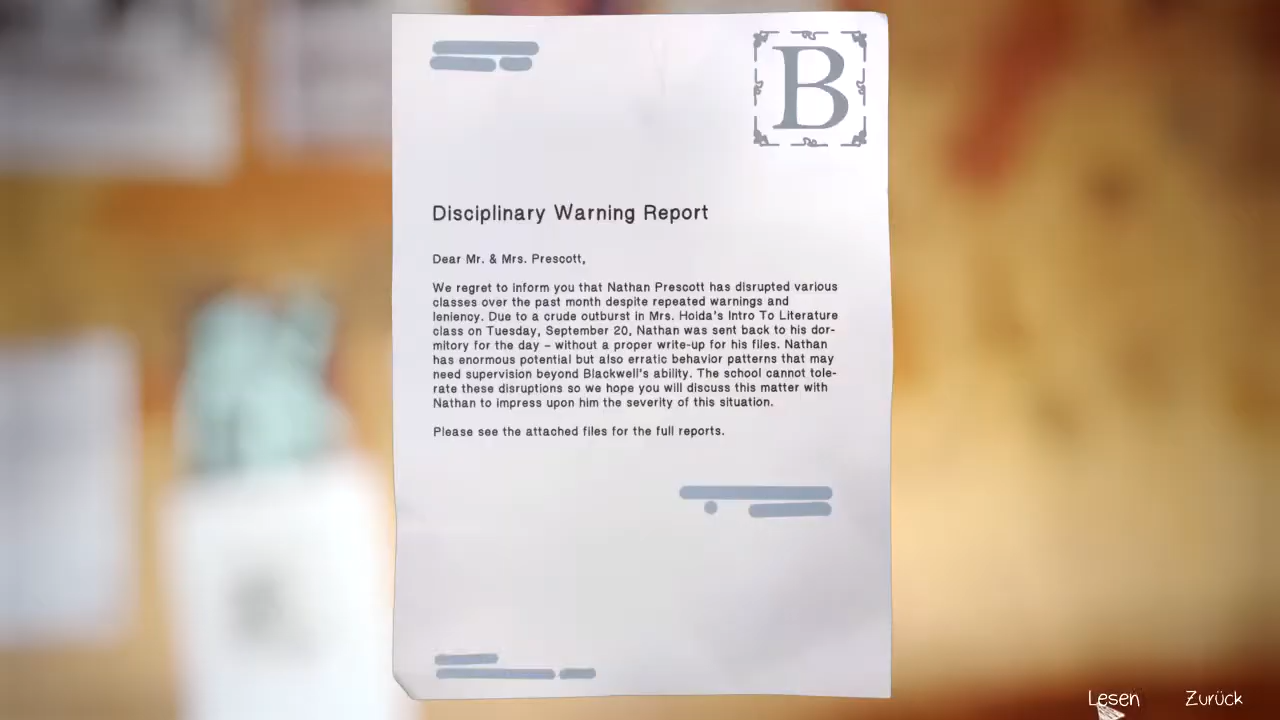 B
Disciplinary Warning Report
Dear Mr. & Mrs. Prescott,
We regret to inform you that Nathan Prescott has disrupted various
classes over the past month despite repeated warnings and
leniency. Due to a crude outburst in Mrs. Hoida's Intro To Literature
class on Tuesday, September 20, Nathan was sent back to his dor-
mitory for the day - without a proper write-up for his files. Nathan
has enormous potential but also erratic behavior patterns that may
need supervision beyond Blackwell's ability. The school cannot tole-
rate these disruptions so we hope you will discuss this matter with
Nathan to impress upon him the severity of this situation.
Please see the attached files for the full reports.
Lesen Zurück